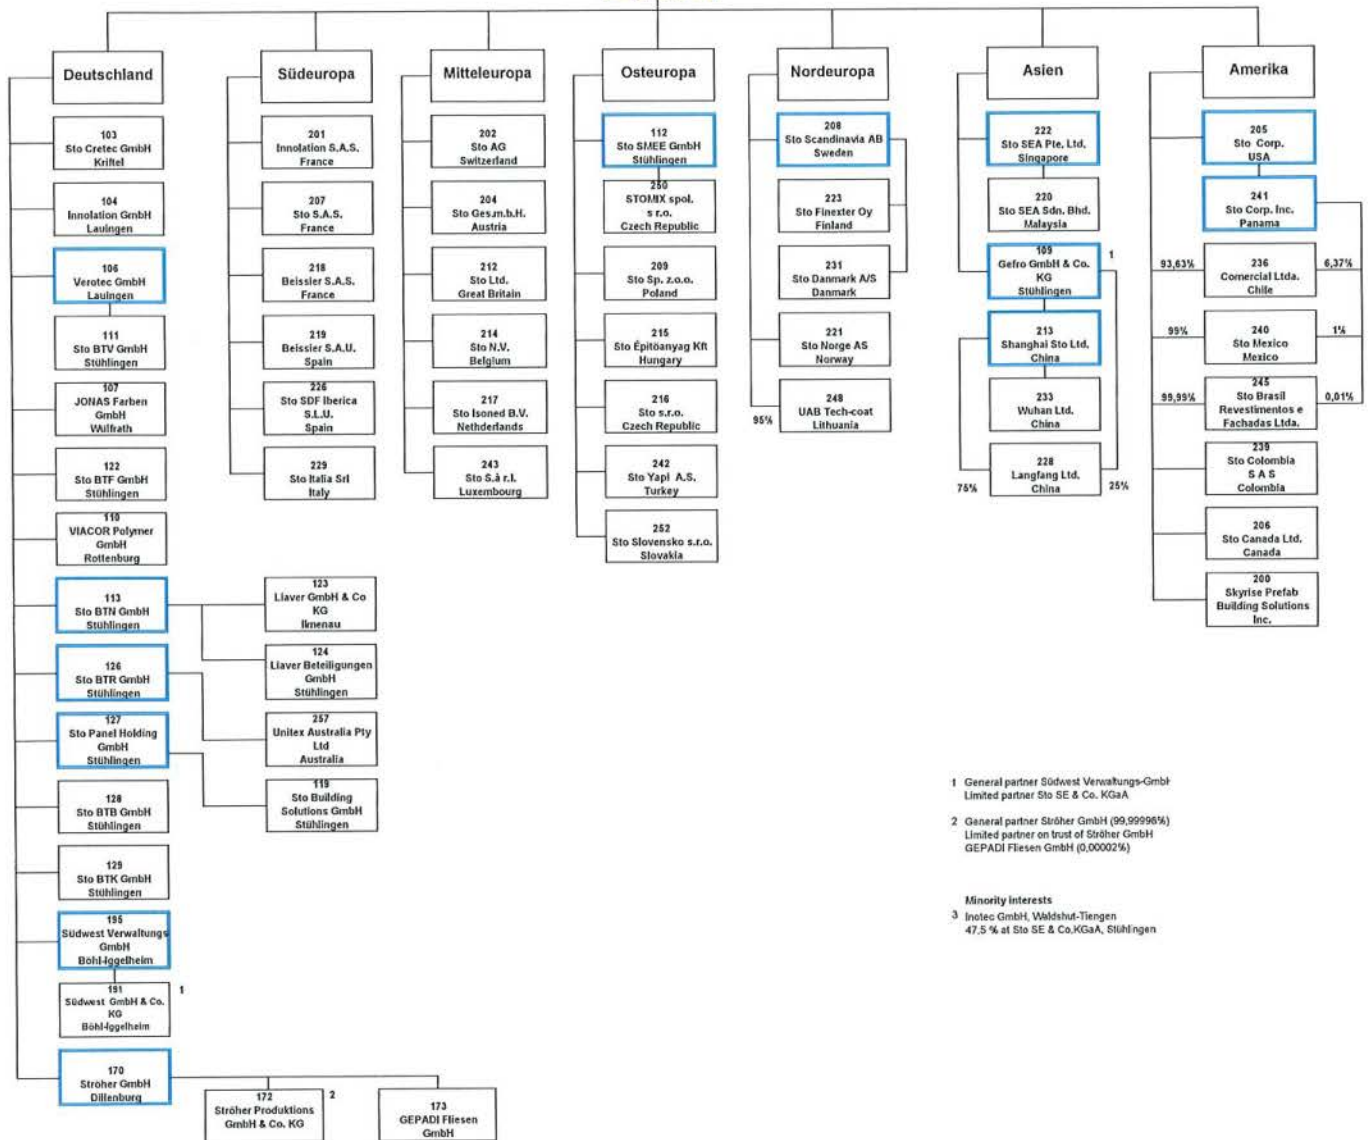 Deutschland
103
Sto Cretec GmbH
Kriftel
104
Innolation GmbH
Lauingen
106
Verotec GmbH
Lauingen
111
Sto BTV GmbH
Stühlingen
107
JONAS Farben
GmbH
Wülfrath
122
Sto BTF GmbH
Stühlingen
110
VIACOR Polymer
GmbH
Rottenburg
113
Sto BTN GmbH
Stühlingen
123
Liaver GmbH & Co
KG
Ilmenau
124
Liaver Beteiligungen
GmbH
Stühlingen
126
Sto BTR GmbH
Stühlingen
257
Unitex Australia Pty
Ltd
Australia
127
Sto Panel Holding
GmbH
Stühlingen
119
Sto Building
Solutions GmbH
Stühlingen
128
Sto BTB GmbH
Stühlingen
129
Sto BTK GmbH
Stühlingen
195
Südwest Verwaltungs
GmbH
Böhl-Iggelheim
191
Südwest GmbH & Co.
KG
Böhl-Iggelheim
1
170
Ströher GmbH
Dillenburg
172
Ströher Produktions
GmbH & Co. KG
2
173
GEPADI Fliesen
GmbH
Südeuropa
201
Innolation S.A.S.
France
207
Sto S.A.S.
France
218
Beissier S.A.S.
France
219
Beissier S.A.U.
Spain
226
Sto SDF Iberica
S.L.U.
Spain
229
Sto Italia Srl
Italy
Mitteleuropa
202
Sto AG
Switzerland
204
Sto Ges.m.b.H.
Austria
212
Sto Ltd.
Great Britain
214
Sto N.V.
Belgium
217
Sto Isoned B.V.
Nethderlands
243
Sto S.à r.l.
Luxembourg
Osteuropa
112
Sto SMEE GmbH
Stühlingen
250
STOMIX spol.
s r.o.
Czech Republic
209
Sto Sp. z.o.o.
Poland
215
Sto Építöanyag Kft
Hungary
216
Sto s.r.o.
Czech Republic
242
Sto Yapi A.S.
Turkey
252
Sto Slovensko s.r.o.
Slovakia
Nordeuropa
208
Sto Scandinavia AB
Sweden
223
Sto Finexter Oy
Finland
231
Sto Danmark A/S
Danmark
221
Sto Norge AS
Norway
248
UAB Tech-coat
Lithuania
95%
Asien
222
Sto SEA Pte. Ltd.
Singapore
220
Sto SEA Sdn. Bhd.
Malaysia
109
Gefro GmbH & Co.
KG
Stühlingen
1
213
Shanghai Sto Ltd.
China
233
Wuhan Ltd.
China
228
Langfang Ltd.
China
75%
25%
Amerika
205
Sto Corp.
USA
241
Sto Corp. Inc.
Panama
93,63%
236
Comercial Ltda.
Chile
6,37%
99%
240
Sto Mexico
Mexico
1%
99,99%
245
Sto Brasil
Revestimentos e
Fachadas Ltda.
0,01%
239
Sto Colombia
S A S
Colombia
206
Sto Canada Ltd.
Canada
200
Skyrise Prefab
Building Solutions
Inc.
1 General partner Südwest Verwaltungs-GmbH
Limited partner Sto SE & Co. KGaA
2 General partner Ströher GmbH (99,99998%)
Limited partner on trust of Ströher GmbH
GEPADI Fliesen GmbH (0,00002%)
Minority interests
3 Inotec GmbH, Waldshut-Tiengen
47,5 % at Sto SE & Co.KGaA, Stühlingen